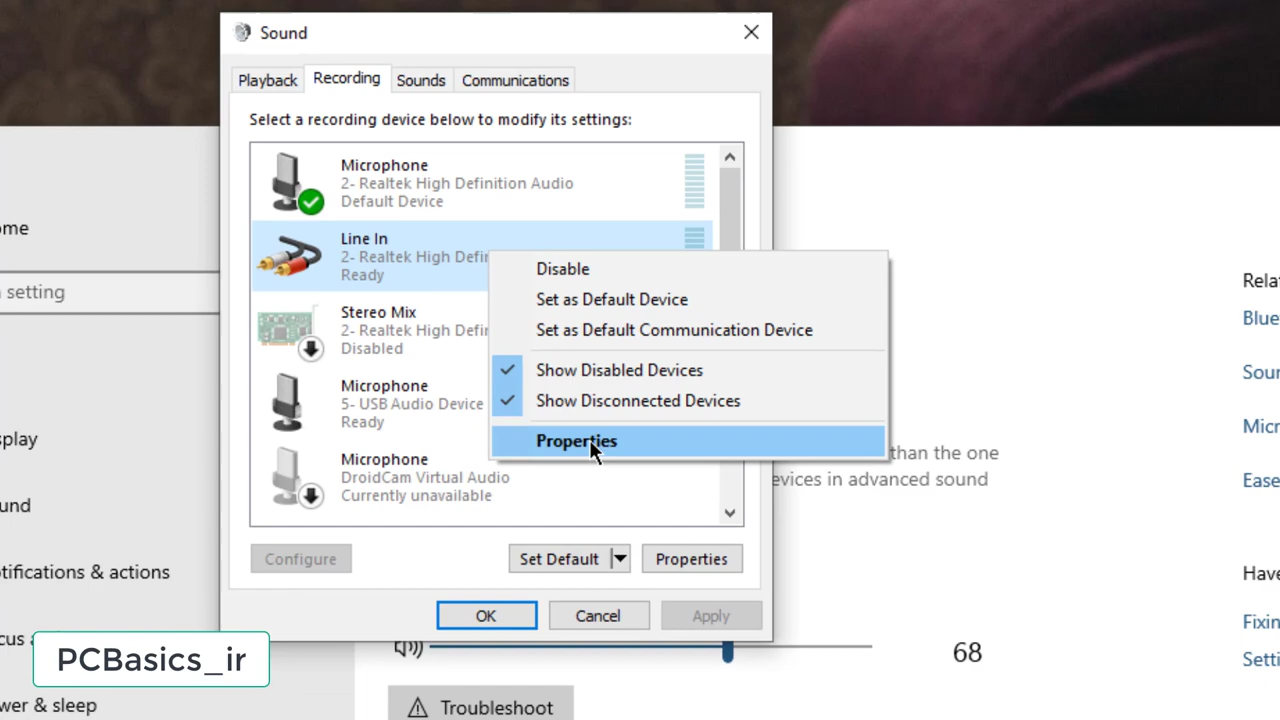 Sound
Playback
Recording
Sounds
Communications
Select a recording device below to modify its settings:
Microphone
2- Realtek High Definition Audio
Default Device
Line In
2- Realtek High Defin
Ready
Stereo Mix
2- Realtek High Defin
Disabled
Microphone
5- USB Audio Device
Ready
Microphone
DroidCam Virtual Audio
Currently unavailable
Disable
Set as Default Device
Set as Default Communication Device
Show Disabled Devices
Show Disconnected Devices
Properties
Configure
Set Default
Properties
OK
Cancel
Apply
ome
setting
splay
und
tifications & actions
cus a
wer & sleep
than the one
evices in advanced sound
68
Troubleshoot
Rela
Blue
Soun
Micr
Ease
Have
Fixin
Setti
PCBasics_ir